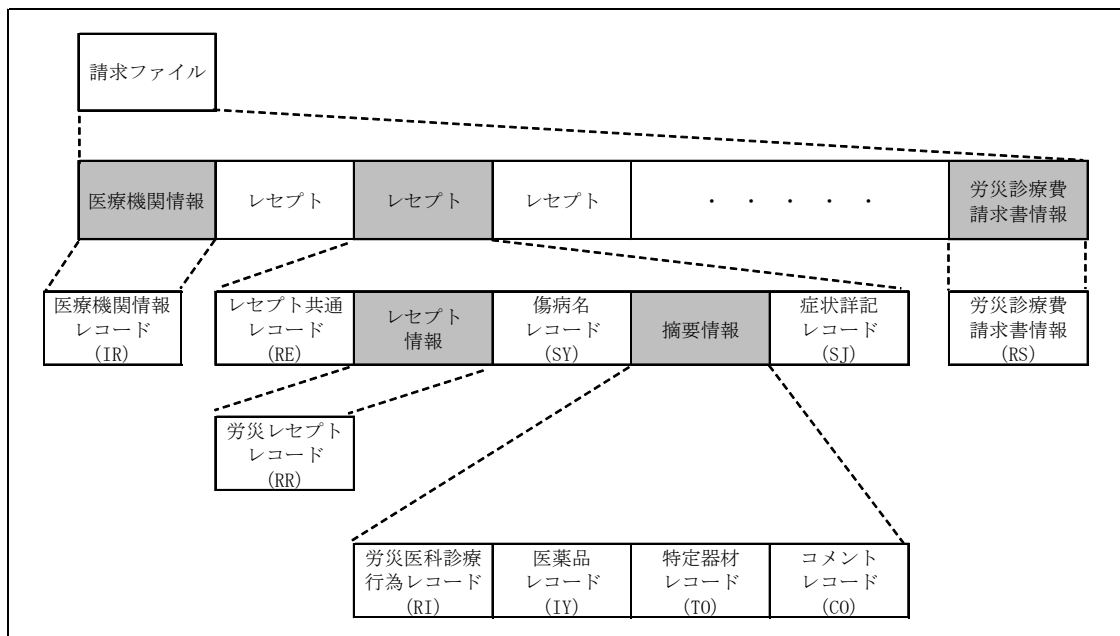 請求ファイル
医療機関情報
レセプト
レセプト
レセプト
・ ・ ・ ・ ・
労災診療費
請求書情報
医療機関情報
レコード
(IR)
レセプト共通
レコード
(RE)
レセプト
情報
傷病名
レコード
(SY)
摘要情報
症状詳記
レコード
(SJ)
労災診療費
請求書情報
(RS)
労災レセプト
レコード
(RR)
労災医科診療
行為レコード
(RI)
医薬品
レコード
(IY)
特定器材
レコード
(TO)
コメント
レコード
(CO)